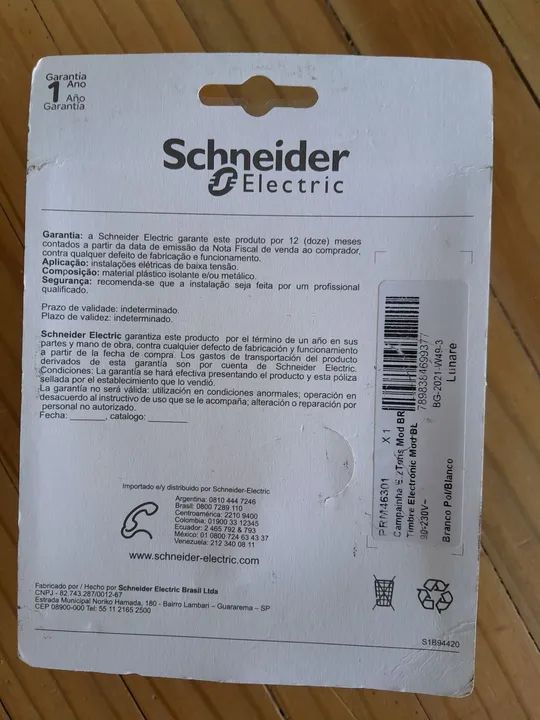 Garantia
1 Ano
Año
Garantía
Schneider
Electric
Garantia: a Schneider Electric garante este produto por 12 (doze) meses
contados a partir da data de emissão da Nota Fiscal de venda ao comprador,
contra qualquer defeito de fabricação e funcionamento.
Aplicação: instalações elétricas de baixa tensão.
Composição: material plástico isolante e/ou metálico.
Segurança: recomenda-se que a instalação seja feita por um profissional
qualificado.
Prazo de validade: indeterminado.
Plazo de validez: indeterminado.
Schneider Electric garantiza este producto por el término de un año en sus
partes y mano de obra, contra cualquier defecto de fabricación y funcionamiento
a partir de la fecha de compra. Los gastos de transportación del producto
derivados de esta garantía son por cuenta de Schneider Electric.
Condiciones: La garantía se hará efectiva presentando el producto y esta póliza
sellada por el establecimiento que lo vendió.
La garantía no será válida: utilización en condiciones anormales; operación en
desacuerdo al instructivo de uso que se le acompaña; alteración o reparación por
personal no autorizado.
Fecha: ________, catalogo: ________
Importado e/y distribuido por Schneider-Electric
Argentina: 0810 444 7246
Brasil: 0800 7289 110
Centroamérica: 2210 9400
Colombia: 01900 33 12345
Ecuador: 2 465 792 & 793
México: 01 0800 724 63 43 37
Venezuela: 212 340 08 11
www.schneider-electric.com
Fabricado por / Hecho por Schneider Electric Brasil Ltda
CNPJ - 82.743.287/0012-67
Estrada Municipal Noriko Hamada, 180 - Bairro Lambari - Guararema – SP
CEP 08900-000 Tel: 55 11 2165 2500
S1B94420
PRM46301 X1
Campainha Mod BR
Timbre Electrónic Mod BL
90-230V~
Branco Pol/Blanco
7898384699377
BG-2021-W49-3
Lunare